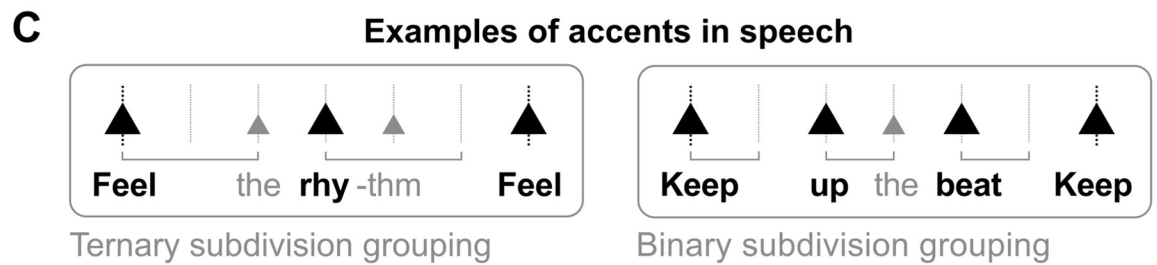 C
Examples of accents in speech
Feel the rhy -thm Feel
Keep up the beat Keep
Ternary subdivision grouping
Binary subdivision grouping